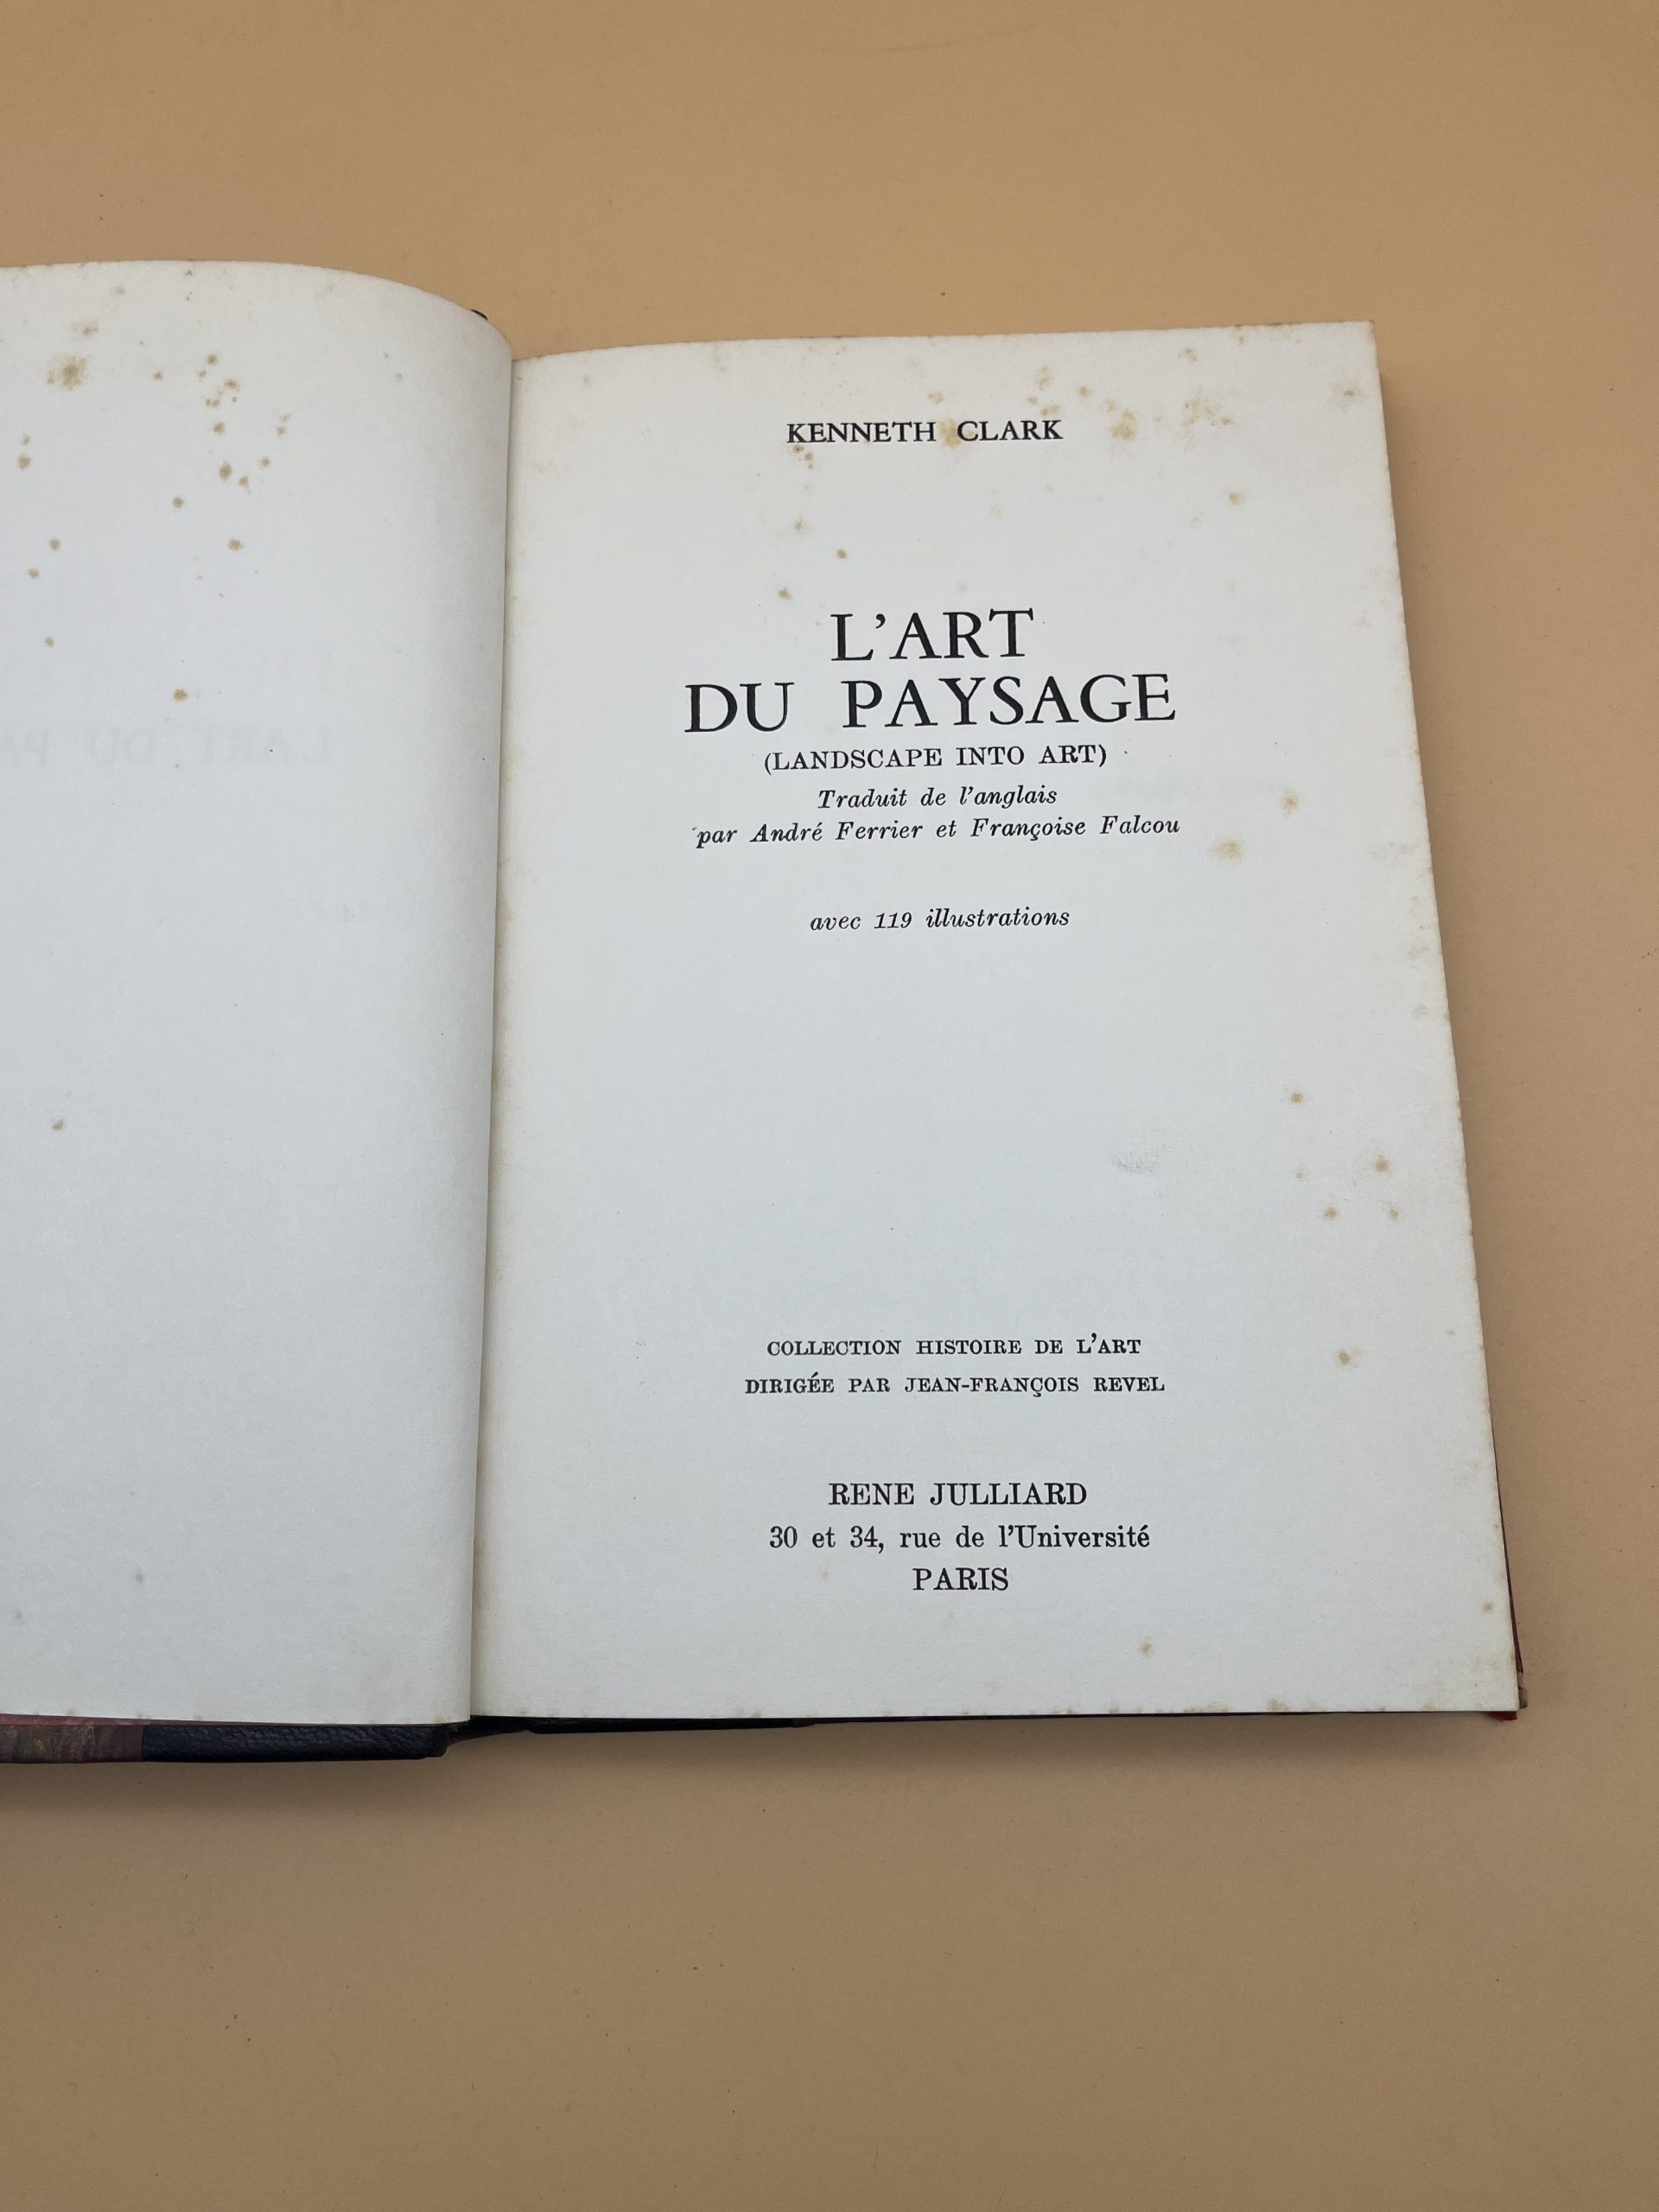 KENNETH CLARK
L'ART
DU PAYSAGE
(LANDSCAPE INTO ART)
Traduit de l'anglais
par André Ferrier et Françoise Falcou
avec 119 illustrations
COLLECTION HISTOIRE DE L'ART
DIRIGÉE PAR JEAN-FRANÇOIS REVEL
RENE JULLIARD
30 et 34, rue de l'Université
PARIS